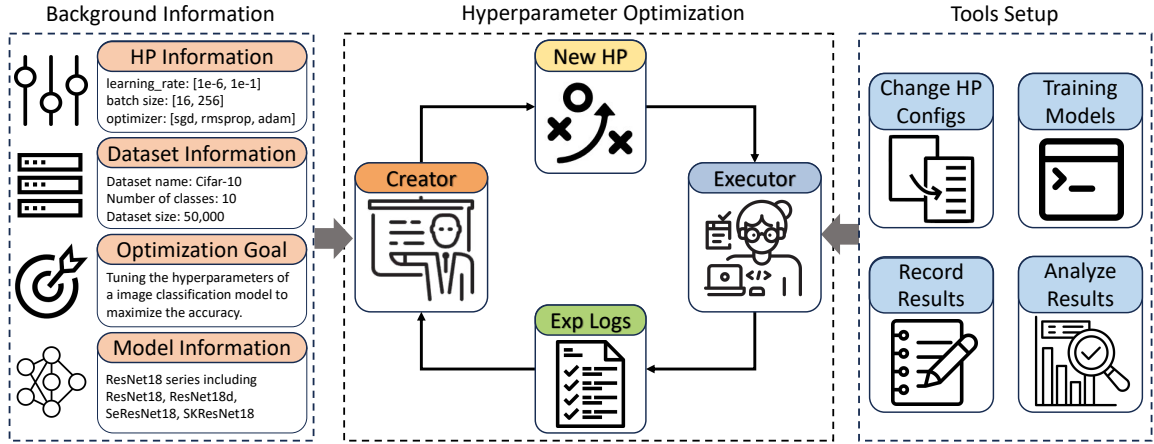 Background Information
HP Information
learning_rate: [1e-6, 1e-1]
batch size: [16, 256]
optimizer: [sgd, rmsprop, adam]
Dataset Information
Dataset name: Cifar-10
Number of classes: 10
Dataset size: 50,000
Optimization Goal
Tuning the hyperparameters of
a image classification model to
maximize the accuracy.
Model Information
ResNet18 series including
ResNet18, ResNet18d,
SeResNet18, SKResNet18
Hyperparameter Optimization
New HP
Creator
Executor
</>
Exp Logs
Tools Setup
Change HP
Configs
Training
Models
Record
Results
Analyze
Results